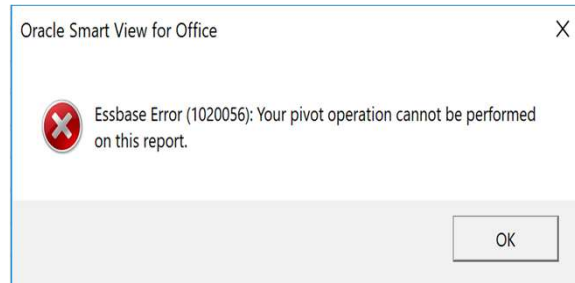 Oracle Smart View for Office
Essbase Error (1020056): Your pivot operation cannot be performed
on this report.
OK